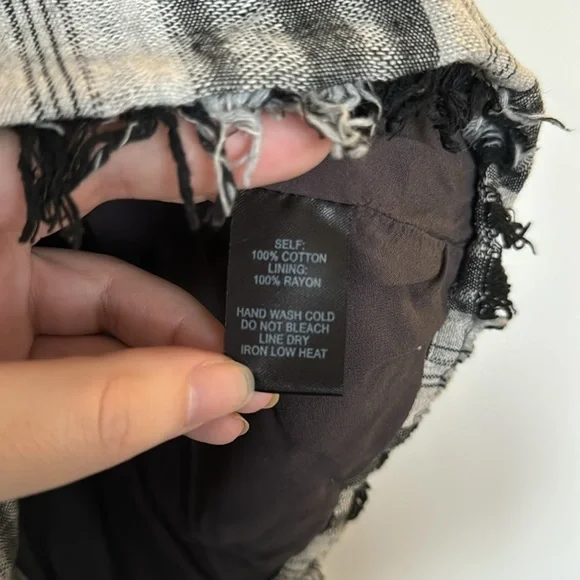 SELF:
100% COTTON
LINING:
100% RAYON
HAND WASH COLD
DO NOT BLEACH
LINE DRY
IRON LOW HEAT